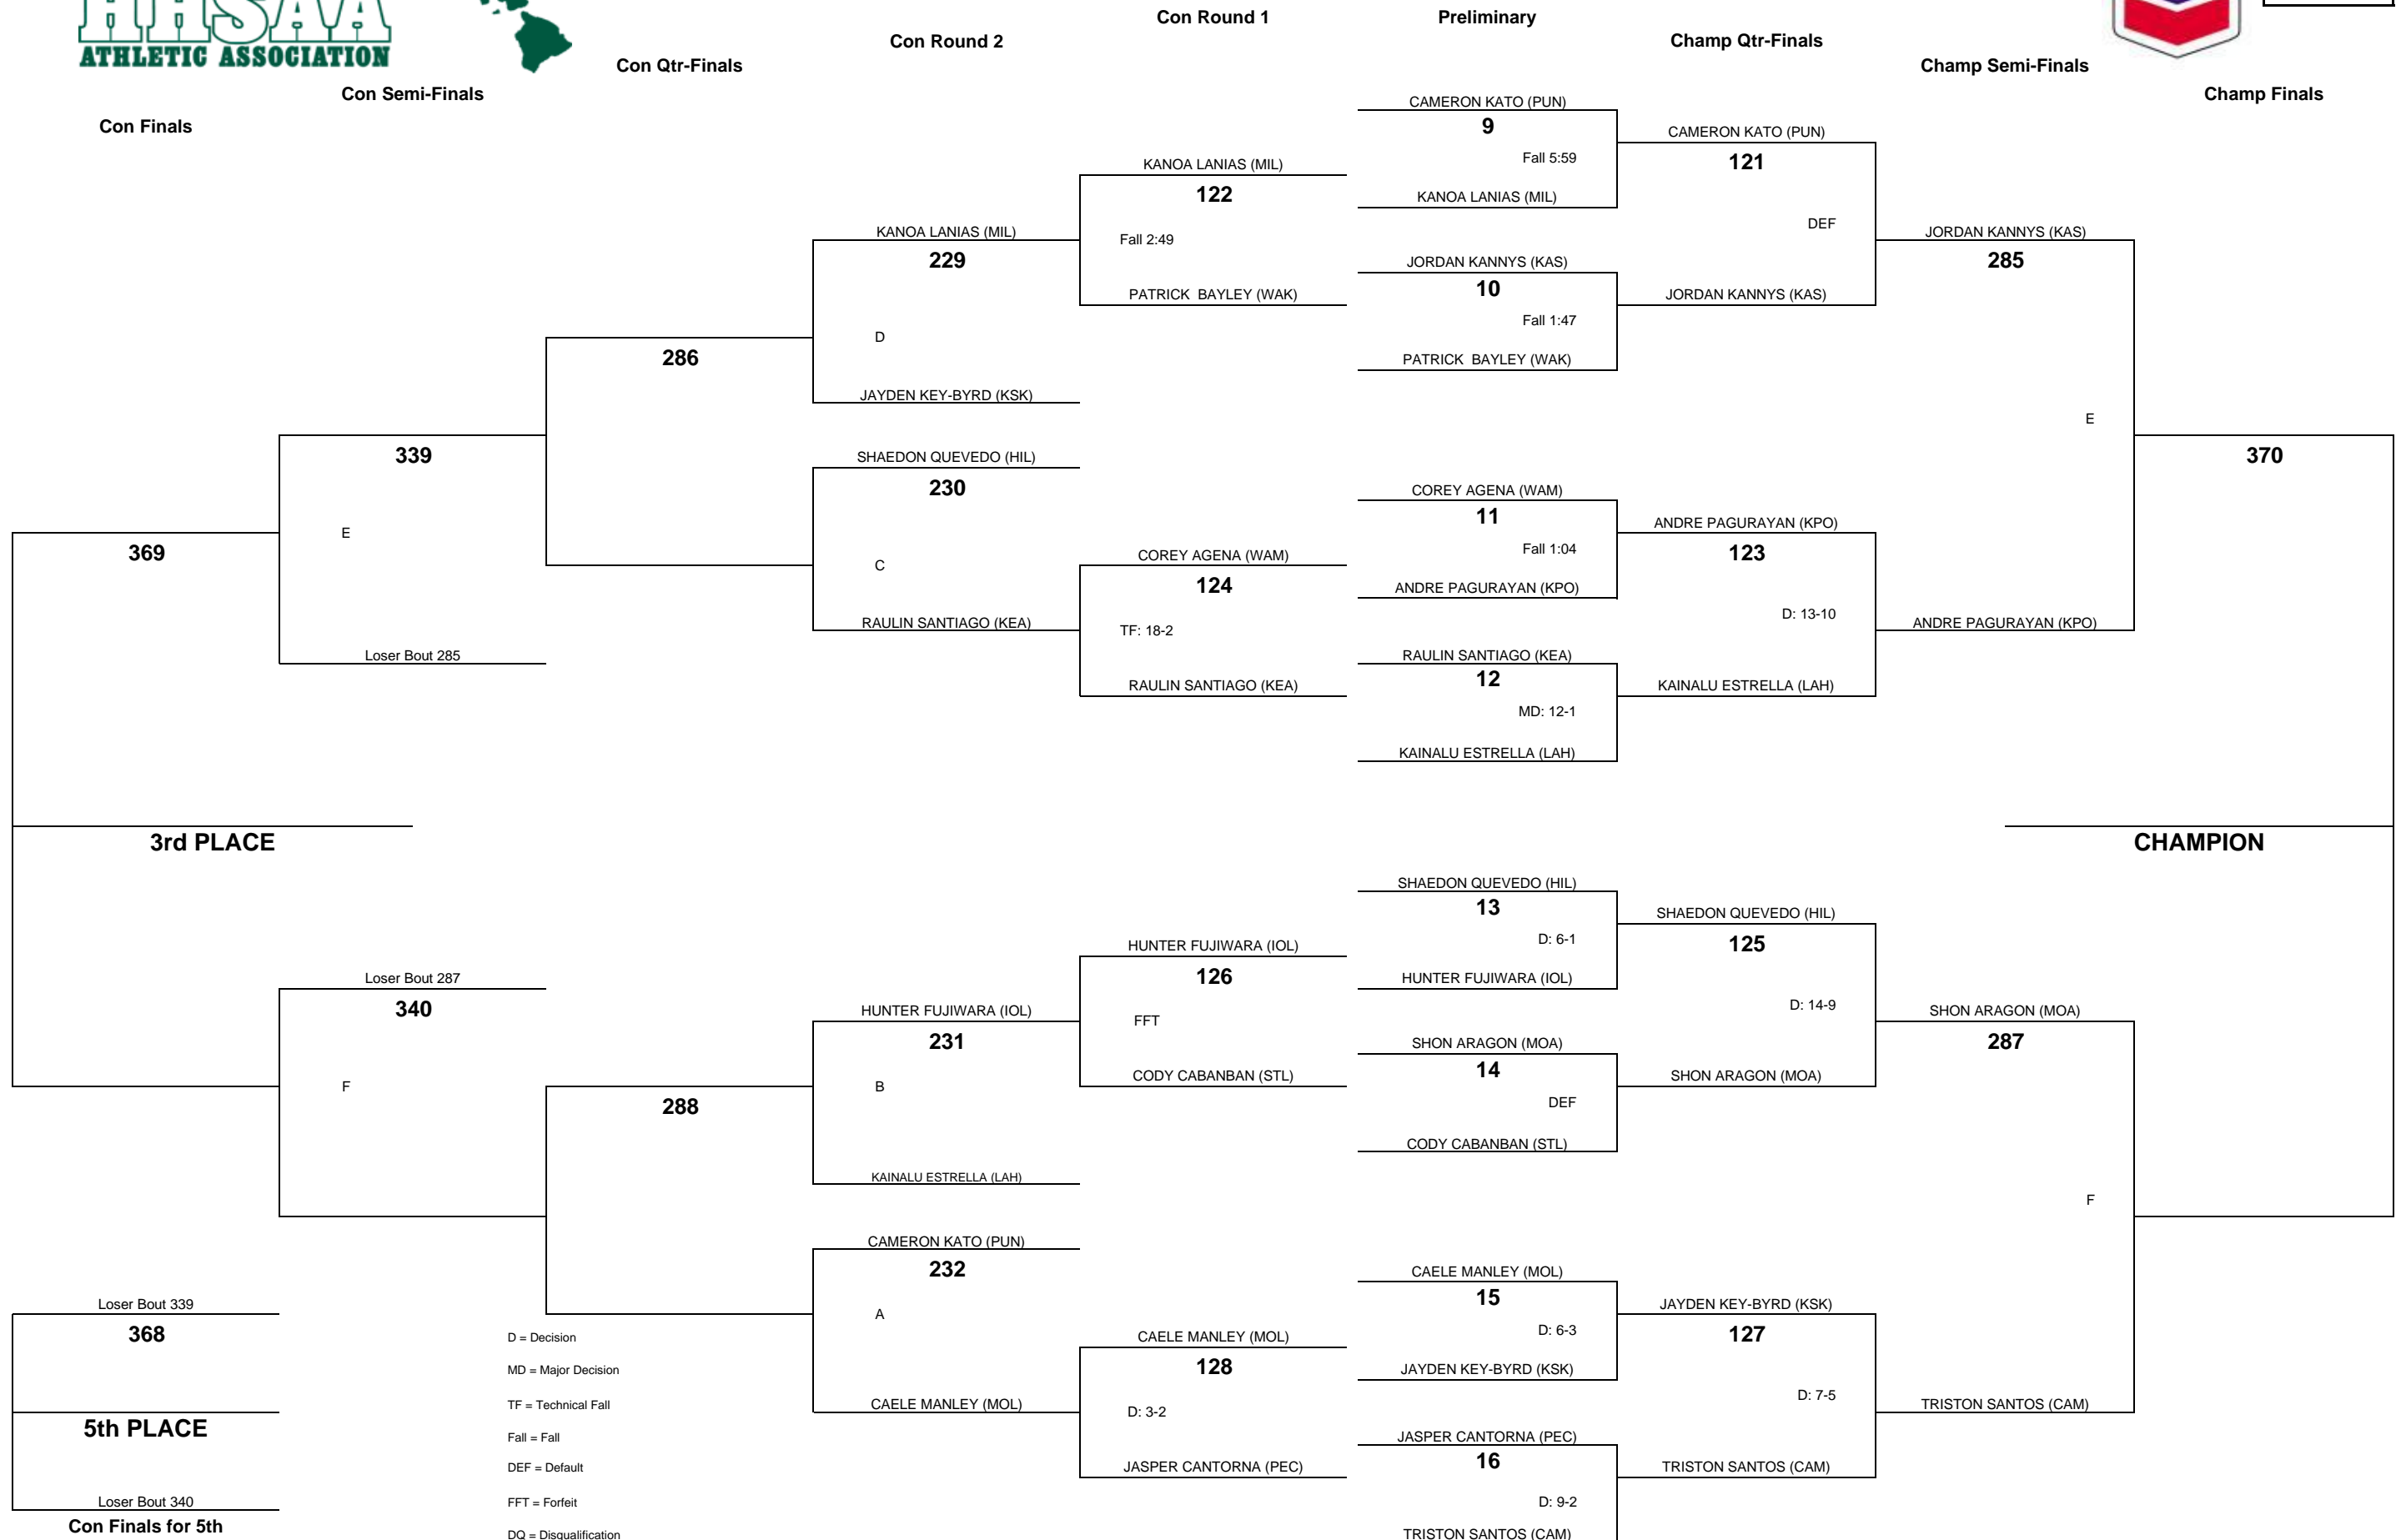 HHSAA
ATHLETIC ASSOCIATION
Con Finals
Con Semi-Finals
Con Qtr-Finals
Con Round 2
Con Round 1
Preliminary
Champ Qtr-Finals
Champ Semi-Finals
Champ Finals
CAMERON KATO (PUN)
9
Fall 5:59
KANOA LANIAS (MIL)
JORDAN KANNYS (KAS)
10
Fall 1:47
PATRICK BAYLEY (WAK)
COREY AGENA (WAM)
11
Fall 1:04
ANDRE PAGURAYAN (KPO)
RAULIN SANTIAGO (KEA)
12
MD: 12-1
KAINALU ESTRELLA (LAH)
SHAEDON QUEVEDO (HIL)
13
D: 6-1
HUNTER FUJIWARA (IOL)
SHON ARAGON (MOA)
14
DEF
CODY CABANBAN (STL)
CAELE MANLEY (MOL)
15
D: 6-3
JAYDEN KEY-BYRD (KSK)
JASPER CANTORNA (PEC)
16
D: 9-2
TRISTON SANTOS (CAM)
CAMERON KATO (PUN)
121
DEF
JORDAN KANNYS (KAS)
ANDRE PAGURAYAN (KPO)
123
D: 13-10
KAINALU ESTRELLA (LAH)
SHAEDON QUEVEDO (HIL)
125
D: 14-9
SHON ARAGON (MOA)
JAYDEN KEY-BYRD (KSK)
127
D: 7-5
TRISTON SANTOS (CAM)
JORDAN KANNYS (KAS)
285
E
ANDRE PAGURAYAN (KPO)
SHON ARAGON (MOA)
287
F
TRISTON SANTOS (CAM)
370
CHAMPION
KANOA LANIAS (MIL)
122
Fall 2:49
PATRICK BAYLEY (WAK)
COREY AGENA (WAM)
124
TF: 18-2
RAULIN SANTIAGO (KEA)
HUNTER FUJIWARA (IOL)
126
FFT
CODY CABANBAN (STL)
CAELE MANLEY (MOL)
128
D: 3-2
JASPER CANTORNA (PEC)
KANOA LANIAS (MIL)
229
D
JAYDEN KEY-BYRD (KSK)
SHAEDON QUEVEDO (HIL)
230
C
RAULIN SANTIAGO (KEA)
HUNTER FUJIWARA (IOL)
231
B
KAINALU ESTRELLA (LAH)
CAMERON KATO (PUN)
232
A
CAELE MANLEY (MOL)
286
288
339
E
Loser Bout 285
Loser Bout 287
340
F
369
3rd PLACE
Loser Bout 339
368
5th PLACE
Loser Bout 340
Con Finals for 5th
D = Decision
MD = Major Decision
TF = Technical Fall
Fall = Fall
DEF = Default
FFT = Forfeit
DQ = Disqualification